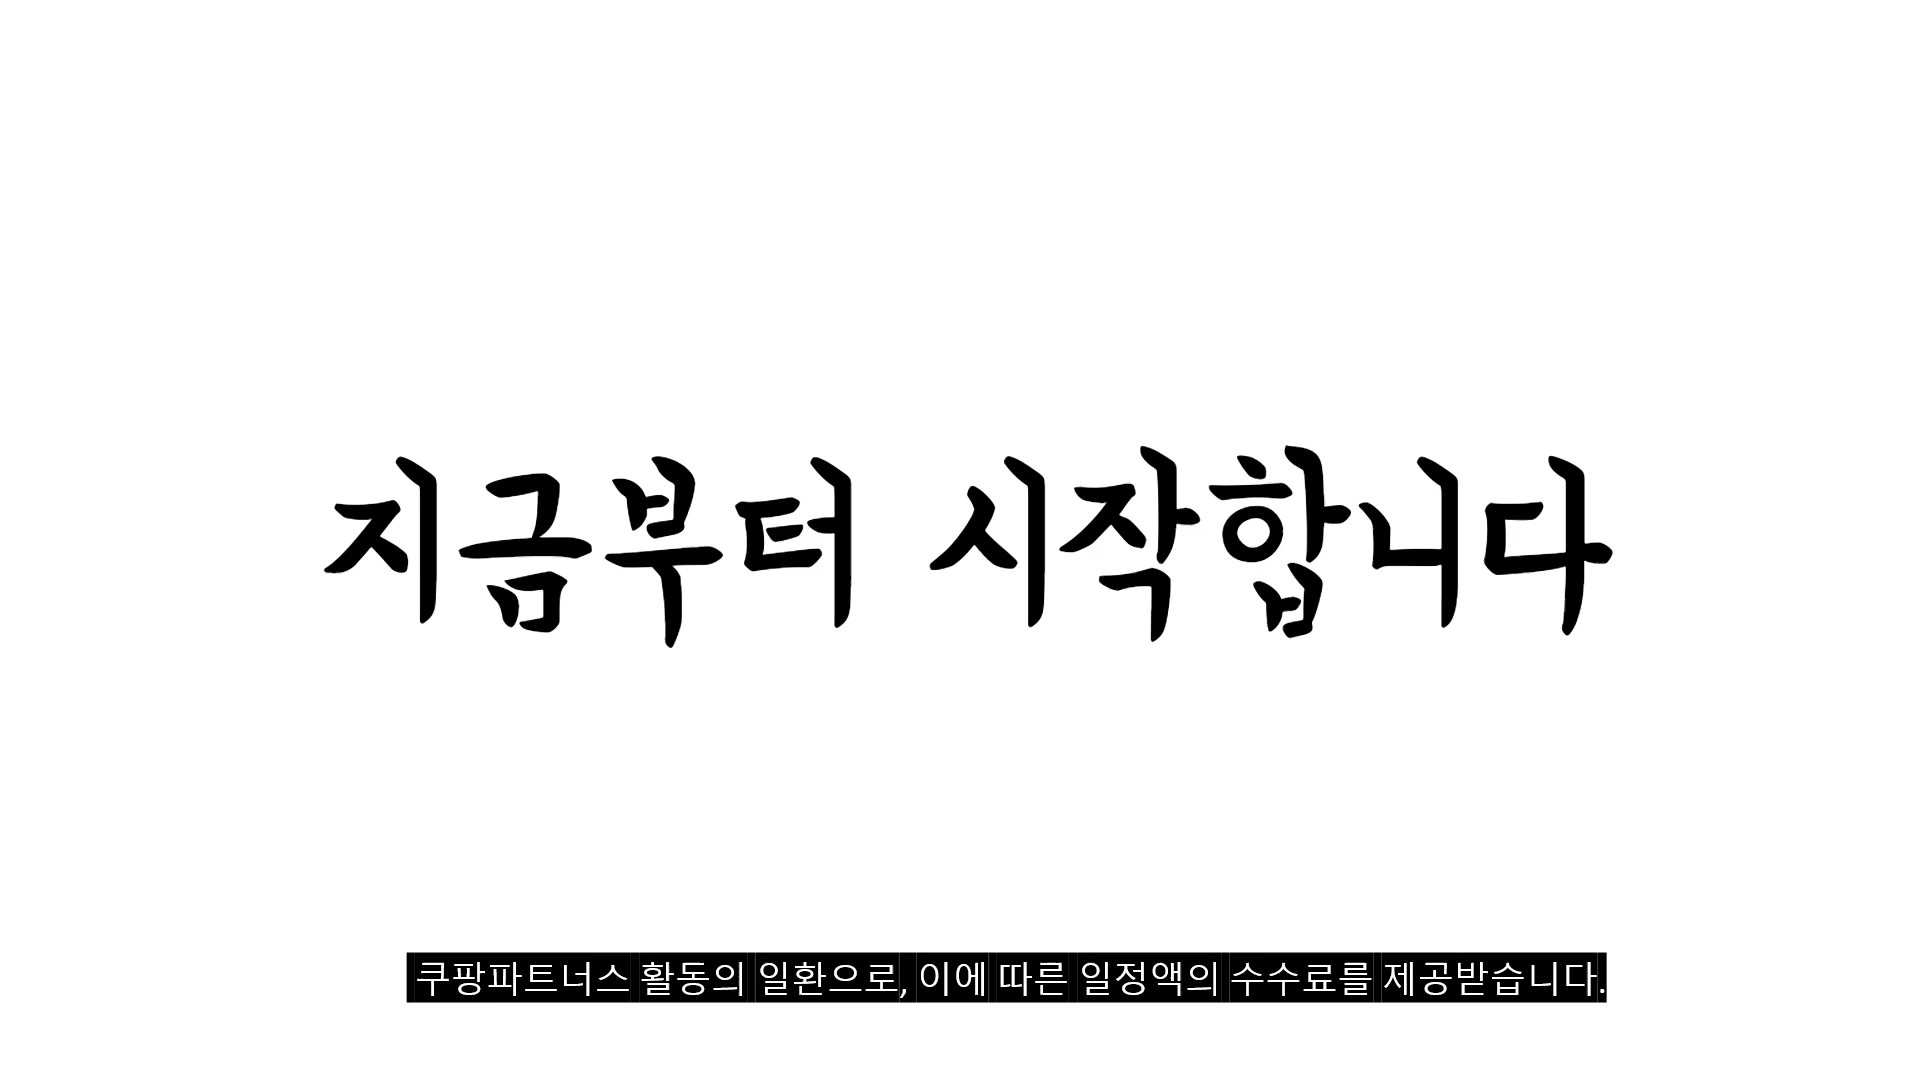 지금부터 시작합니다
쿠팡파트너스 활동의 일환으로, 이에 따른 일정액의 수수료를 제공받습니다.